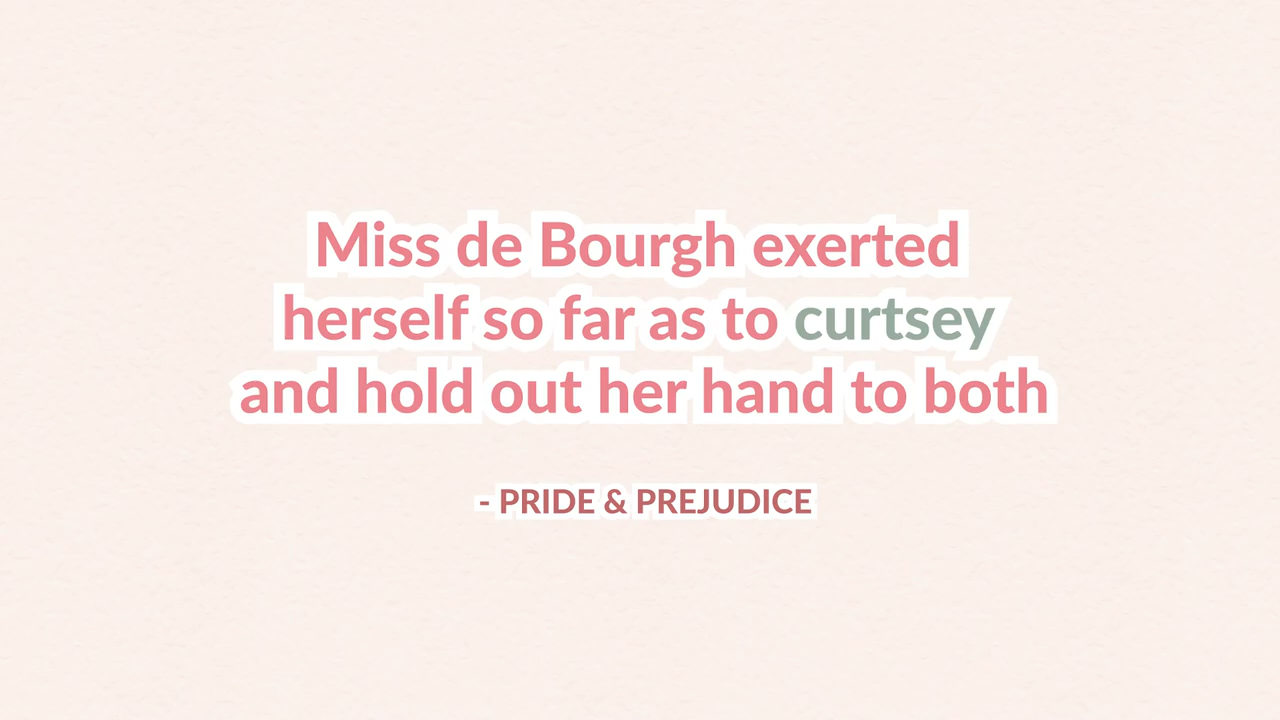 Miss de Bourgh exerted
herself so far as to curtsey
and hold out her hand to both
- PRIDE & PREJUDICE